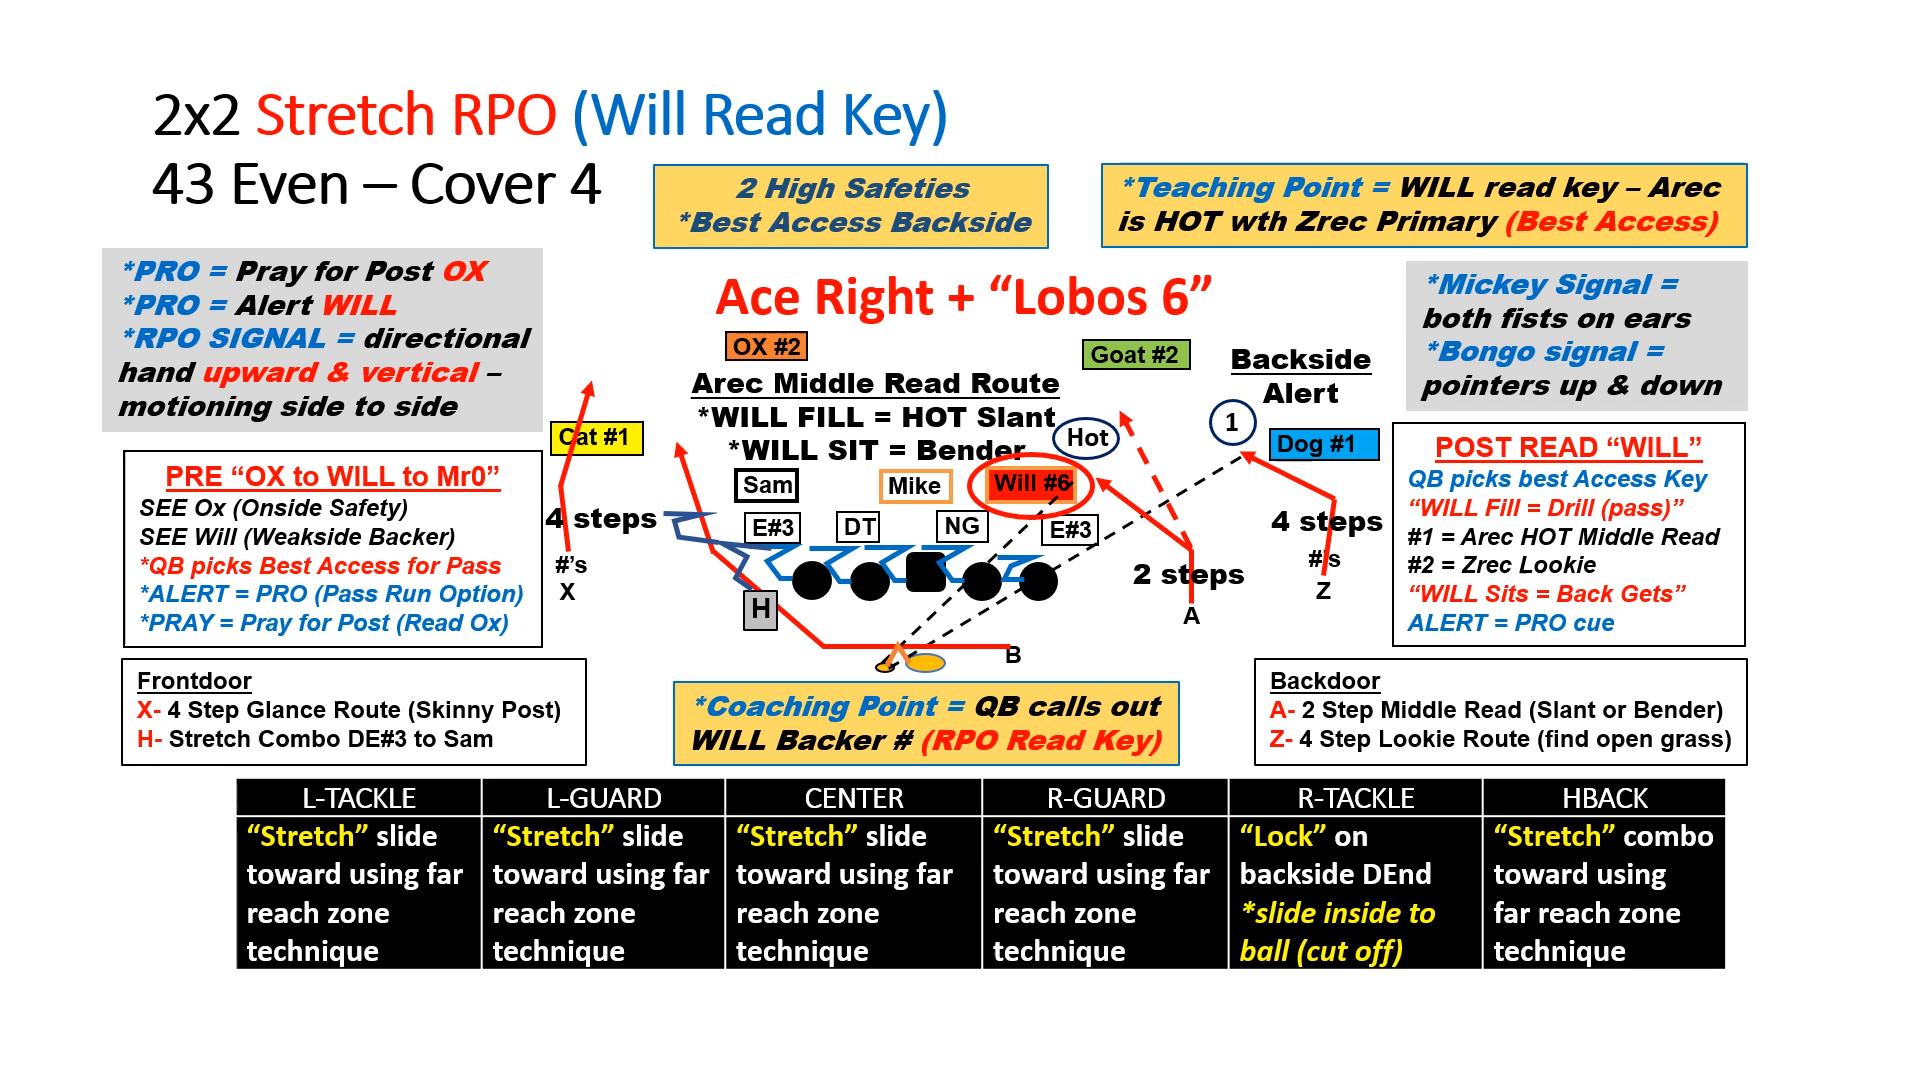 2x2 Stretch RPO (Will Read Key)
43 Even – Cover 4
2 High Safeties
*Best Access Backside
*Teaching Point = WILL read key – Arec
is HOT wth Zrec Primary (Best Access)
*PRO = Pray for Post OX
*PRO = Alert WILL
*RPO SIGNAL = directional
hand upward & vertical –
motioning side to side
Ace Right + “Lobos 6”
*Mickey Signal =
both fists on ears
*Bongo signal =
pointers up & down
OX #2
Goat #2
Arec Middle Read Route
*WILL FILL = HOT Slant
*WILL SIT = Bender
Backside
Alert
Cat #1
Hot
1
Dog #1
Sam
Mike
Will #6
E#3
DT
NG
E#3
4 steps
#'s
X
H
B
2 steps
A
4 steps
#'s
Z
PRE “OX to WILL to Mr0”
SEE Ox (Onside Safety)
SEE Will (Weakside Backer)
*QB picks Best Access for Pass
*ALERT = PRO (Pass Run Option)
*PRAY = Pray for Post (Read Ox)
POST READ “WILL”
QB picks best Access Key
“WILL Fill = Drill (pass)”
#1 = Arec HOT Middle Read
#2 = Zrec Lookie
“WILL Sits = Back Gets”
ALERT = PRO cue
Frontdoor
X- 4 Step Glance Route (Skinny Post)
H- Stretch Combo DE#3 to Sam
*Coaching Point = QB calls out
WILL Backer # (RPO Read Key)
Backdoor
A- 2 Step Middle Read (Slant or Bender)
Z- 4 Step Lookie Route (find open grass)
L-TACKLE
L-GUARD
CENTER
R-GUARD
R-TACKLE
HBACK
“Stretch” slide
toward using far
reach zone
technique
“Stretch” slide
toward using far
reach zone
technique
“Stretch” slide
toward using far
reach zone
technique
“Stretch” slide
toward using far
reach zone
technique
“Lock” on
backside DEnd
*slide inside to
ball (cut off)
“Stretch” combo
toward using
far reach zone
technique